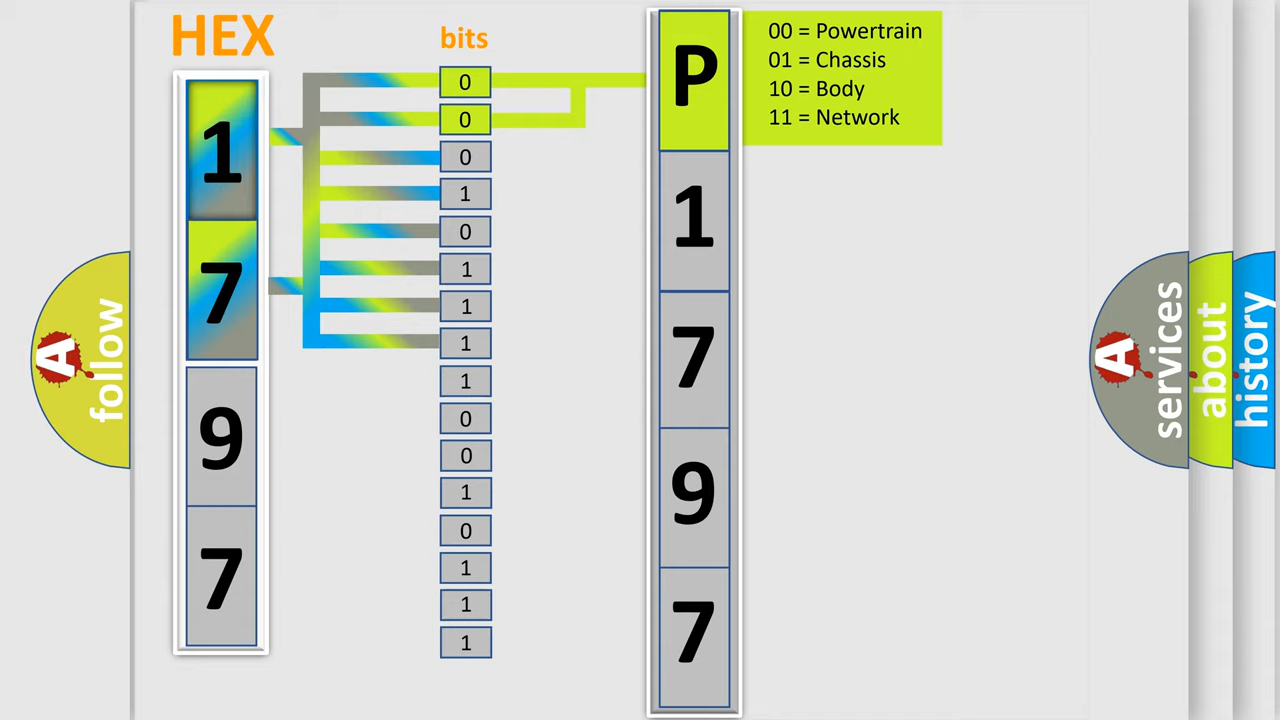 HEX
bits
1
7
9
7
0
0
0
1
0
1
1
1
1
0
0
1
0
1
1
1
P
1
7
9
7
00 = Powertrain
01 = Chassis
10 = Body
11 = Network
A
follow
A
services
about
history